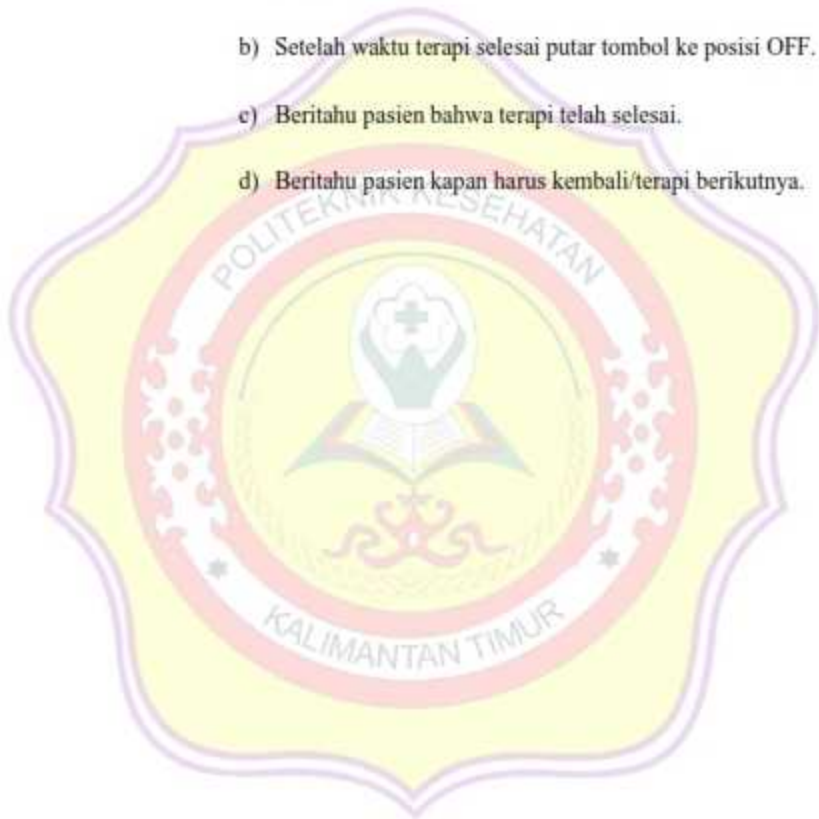 b) Setelah waktu terapi selesai putar tombol ke posisi OFF.
c) Beritahu pasien bahwa terapi telah selesai.
d) Beritahu pasien kapan harus kembali/terapi berikutnya.
POLITEKNIK KESEHATAN
KALIMANTAN TIMUR